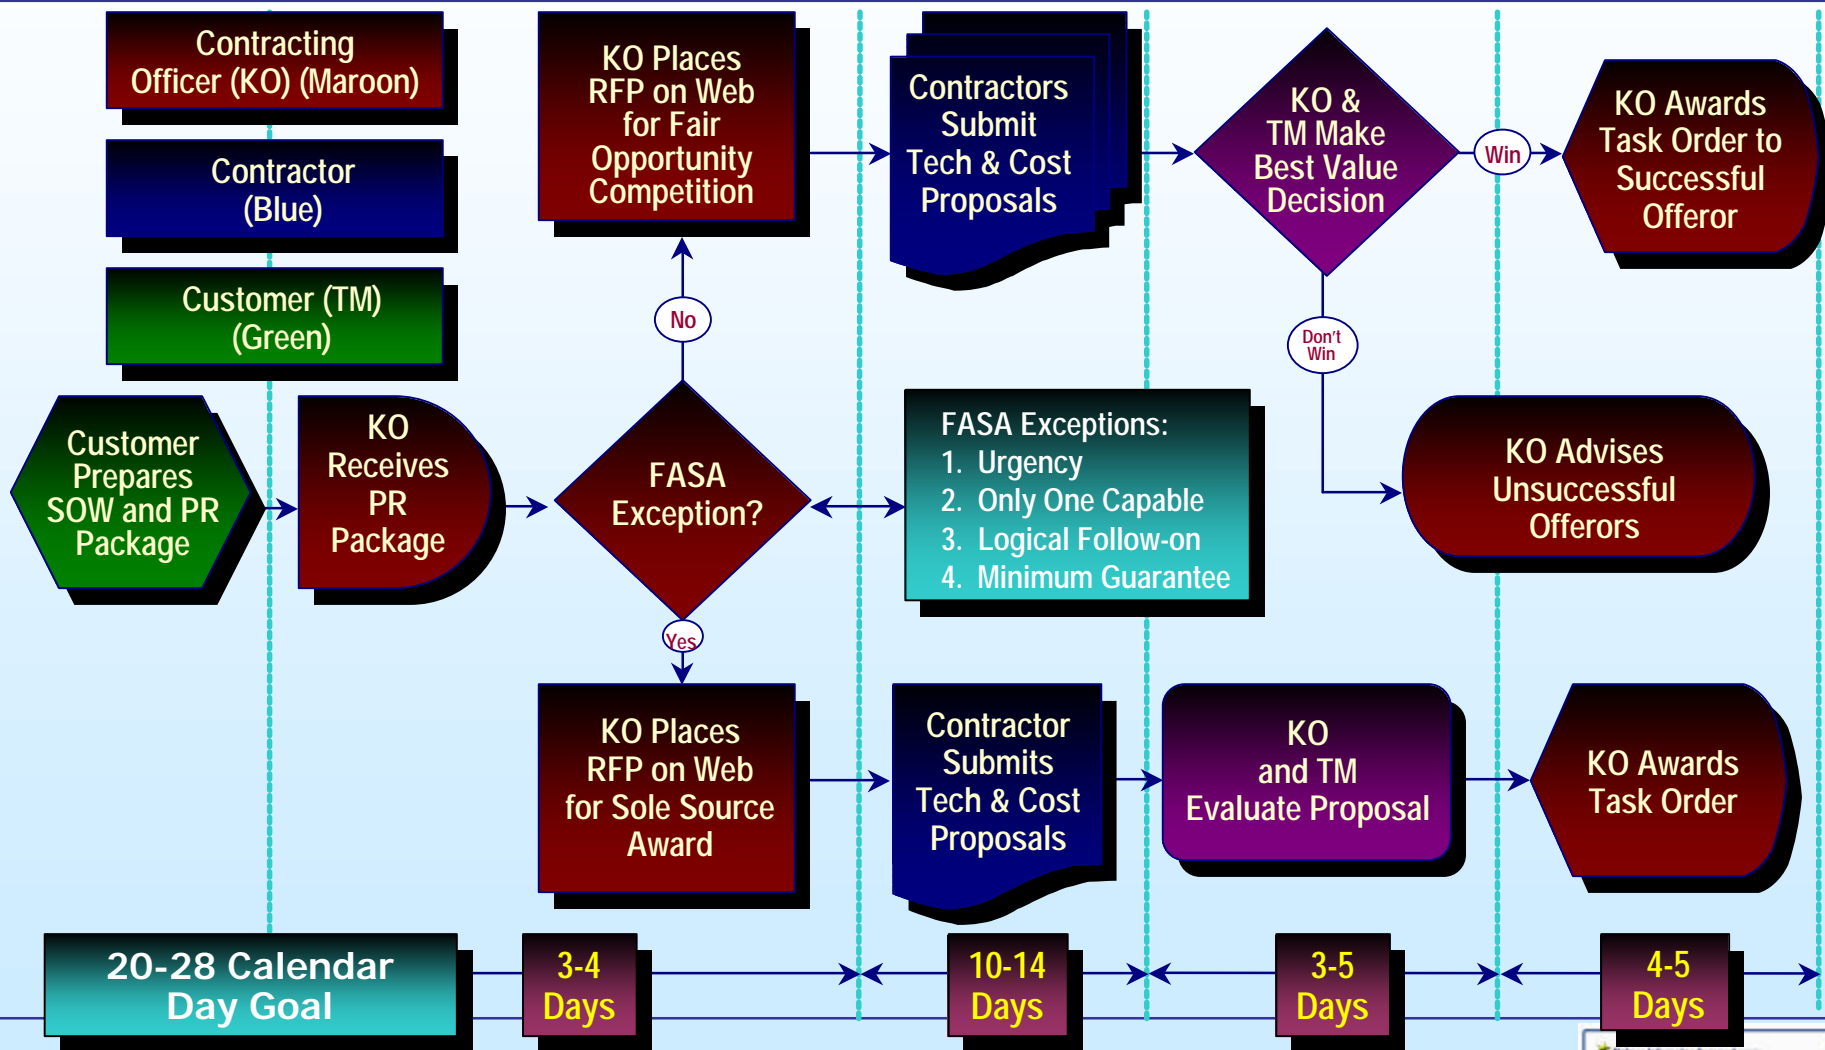 Contracting
Officer (KO) (Maroon)
Contractor
(Blue)
Customer (TM)
(Green)
Customer
Prepares
SOW and PR
Package
KO
Receives
PR
Package
FASA
Exception?
No
Yes
KO Places
RFP on Web
for Fair
Opportunity
Competition
Contractors
Submit
Tech & Cost
Proposals
KO &
TM Make
Best Value
Decision
Win
KO Awards
Task Order to
Successful
Offeror
Don't
Win
KO Advises
Unsuccessful
Offerors
FASA Exceptions:
1. Urgency
2. Only One Capable
3. Logical Follow-on
4. Minimum Guarantee
KO Places
RFP on Web
for Sole Source
Award
Contractor
Submits
Tech & Cost
Proposals
KO
and TM
Evaluate Proposal
KO Awards
Task Order
20-28 Calendar
Day Goal
3-4
Days
10-14
Days
3-5
Days
4-5
Days